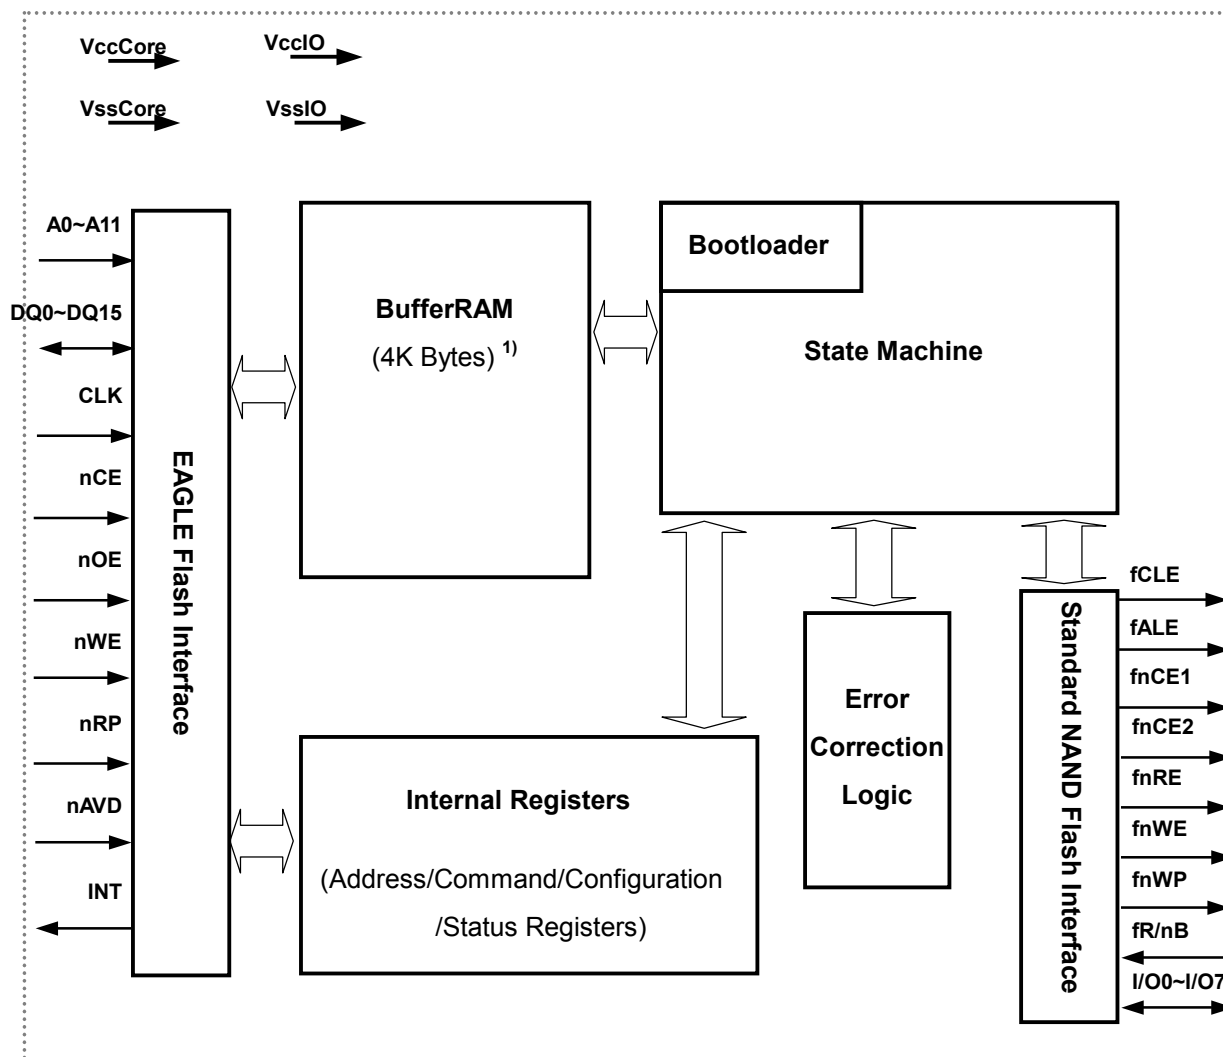 VccCore
VccIO
VssCore
VssIO
A0~A11
DQ0~DQ15
CLK
nCE
nOE
nWE
nRP
nAVD
INT
EAGLE Flash Interface
BufferRAM
(4K Bytes) 1)
Bootloader
State Machine
Internal Registers
(Address/Command/Configuration
/Status Registers)
Error
Correction
Logic
Standard NAND Flash Interface
fCLE
fALE
fnCE1
fnCE2
fnRE
fnWE
fnWP
fR/nB
I/O0~I/O7